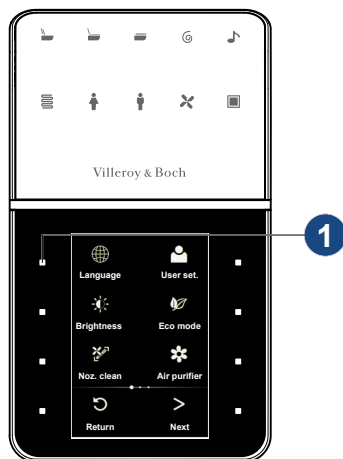 Villeroy & Boch
1
Language User set.
Brightness Eco mode
Noz. clean Air purifier
Return Next